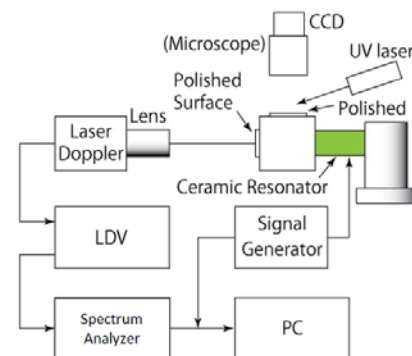 CCD
(Microscope)
UV laser
Polished
Surface
Polished
Lens
Laser
Doppler
Ceramic Resonator
LDV
Signal
Generator
Spectrum
Analyzer
PC